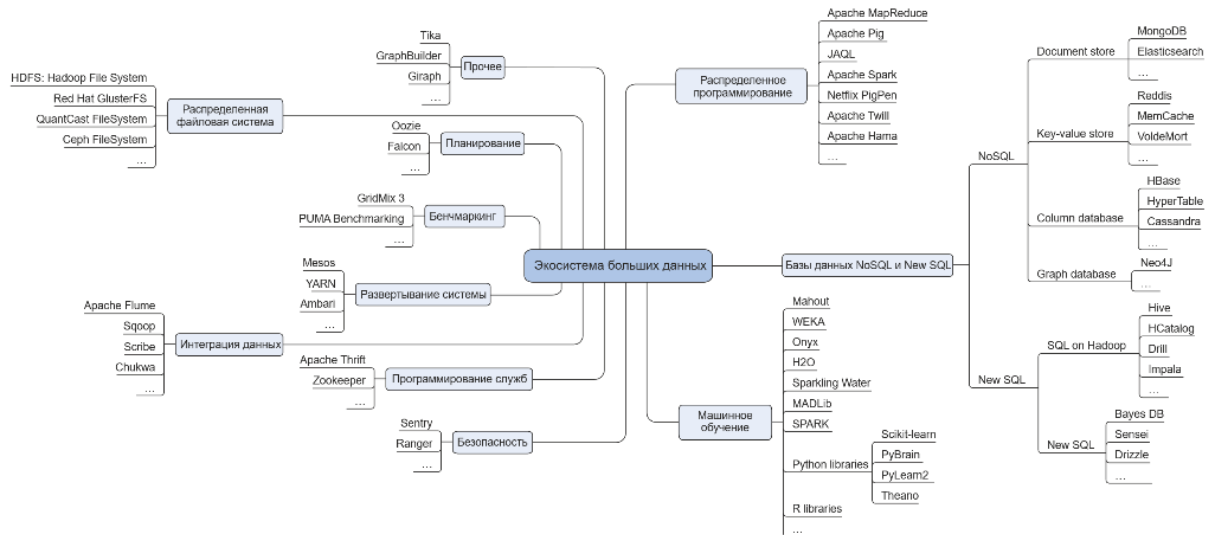 Экосистема больших данных
Прочее
Tika
GraphBuilder
Giraph
...
Распределенная
файловая система
HDFS: Hadoop File System
Red Hat GlusterFS
QuantCast FileSystem
Ceph FileSystem
...
Планирование
Oozie
Falcon
Бенчмаркинг
GridMix 3
PUMA Benchmarking
...
Развертывание системы
Mesos
YARN
Ambari
...
Интеграция данных
Apache Flume
Sqoop
Scribe
Chukwa
...
Программирование служб
Apache Thrift
Zookeeper
...
Безопасность
Sentry
Ranger
...
Распределенное
программирование
Apache MapReduce
Apache Pig
JAQL
Apache Spark
Netflix PigPen
Apache Twill
Apache Hama
...
Базы данных NoSQL и New SQL
NoSQL
Document store
MongoDB
Elasticsearch
...
Key-value store
Reddis
MemCache
VoldeMort
...
Column database
HBase
HyperTable
Cassandra
...
Graph database
Neo4J
...
New SQL
SQL on Hadoop
Hive
HCatalog
Drill
Impala
...
New SQL
Bayes DB
Sensei
Drizzle
...
Машинное
обучение
Mahout
WEKA
Onyx
H2O
Sparkling Water
MADLib
SPARK
Python libraries
Scikit-learn
PyBrain
PyLearn2
Theano
R libraries
...